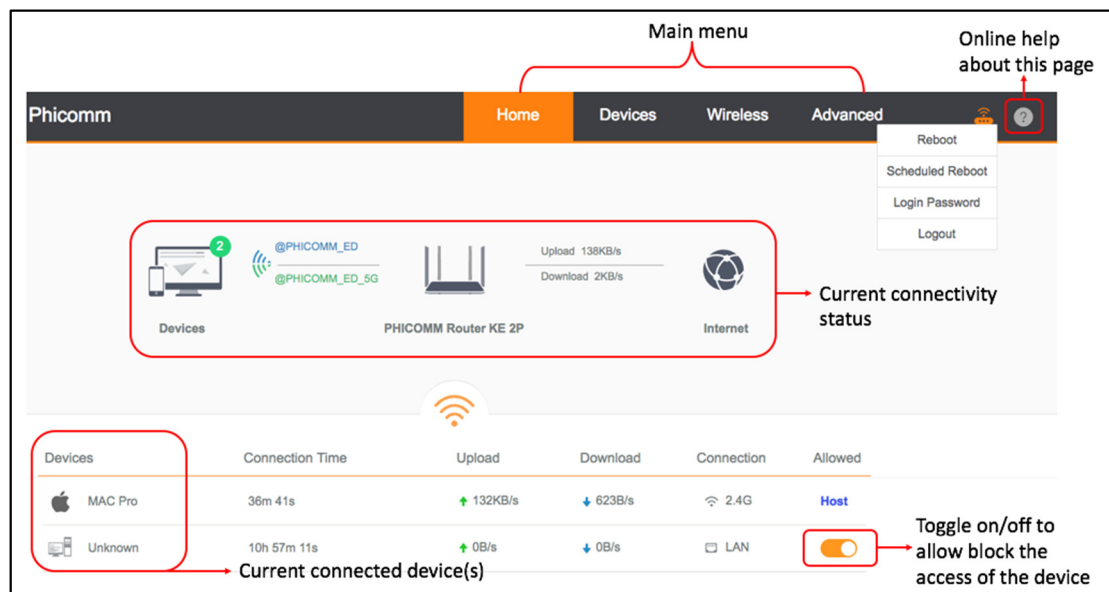 Main menu
Online help
about this page
Phicomm
Home
Devices
Wireless
Advanced
?
Reboot
Scheduled Reboot
Login Password
Logout
2
@PHICOMM_ED
@PHICOMM_ED_5G
Upload 138KB/s
Download 2KB/s
Devices
PHICOMM Router KE 2P
Internet
Current connectivity
status
Devices Connection Time Upload Download Connection Allowed
MAC Pro 36m 41s 132KB/s 623B/s 2.4G Host
Unknown 10h 57m 11s 0B/s 0B/s LAN
Current connected device(s)
Toggle on/off to
allow block the
access of the device